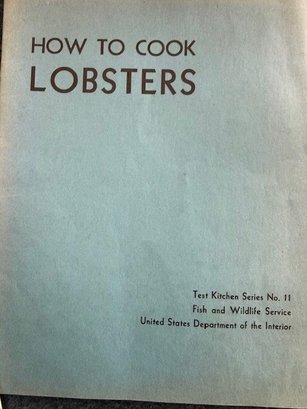 HOW TO COOK
LOBSTERS
Test Kitchen Series No. 11
Fish and Wildlife Service
United States Department of the Interior